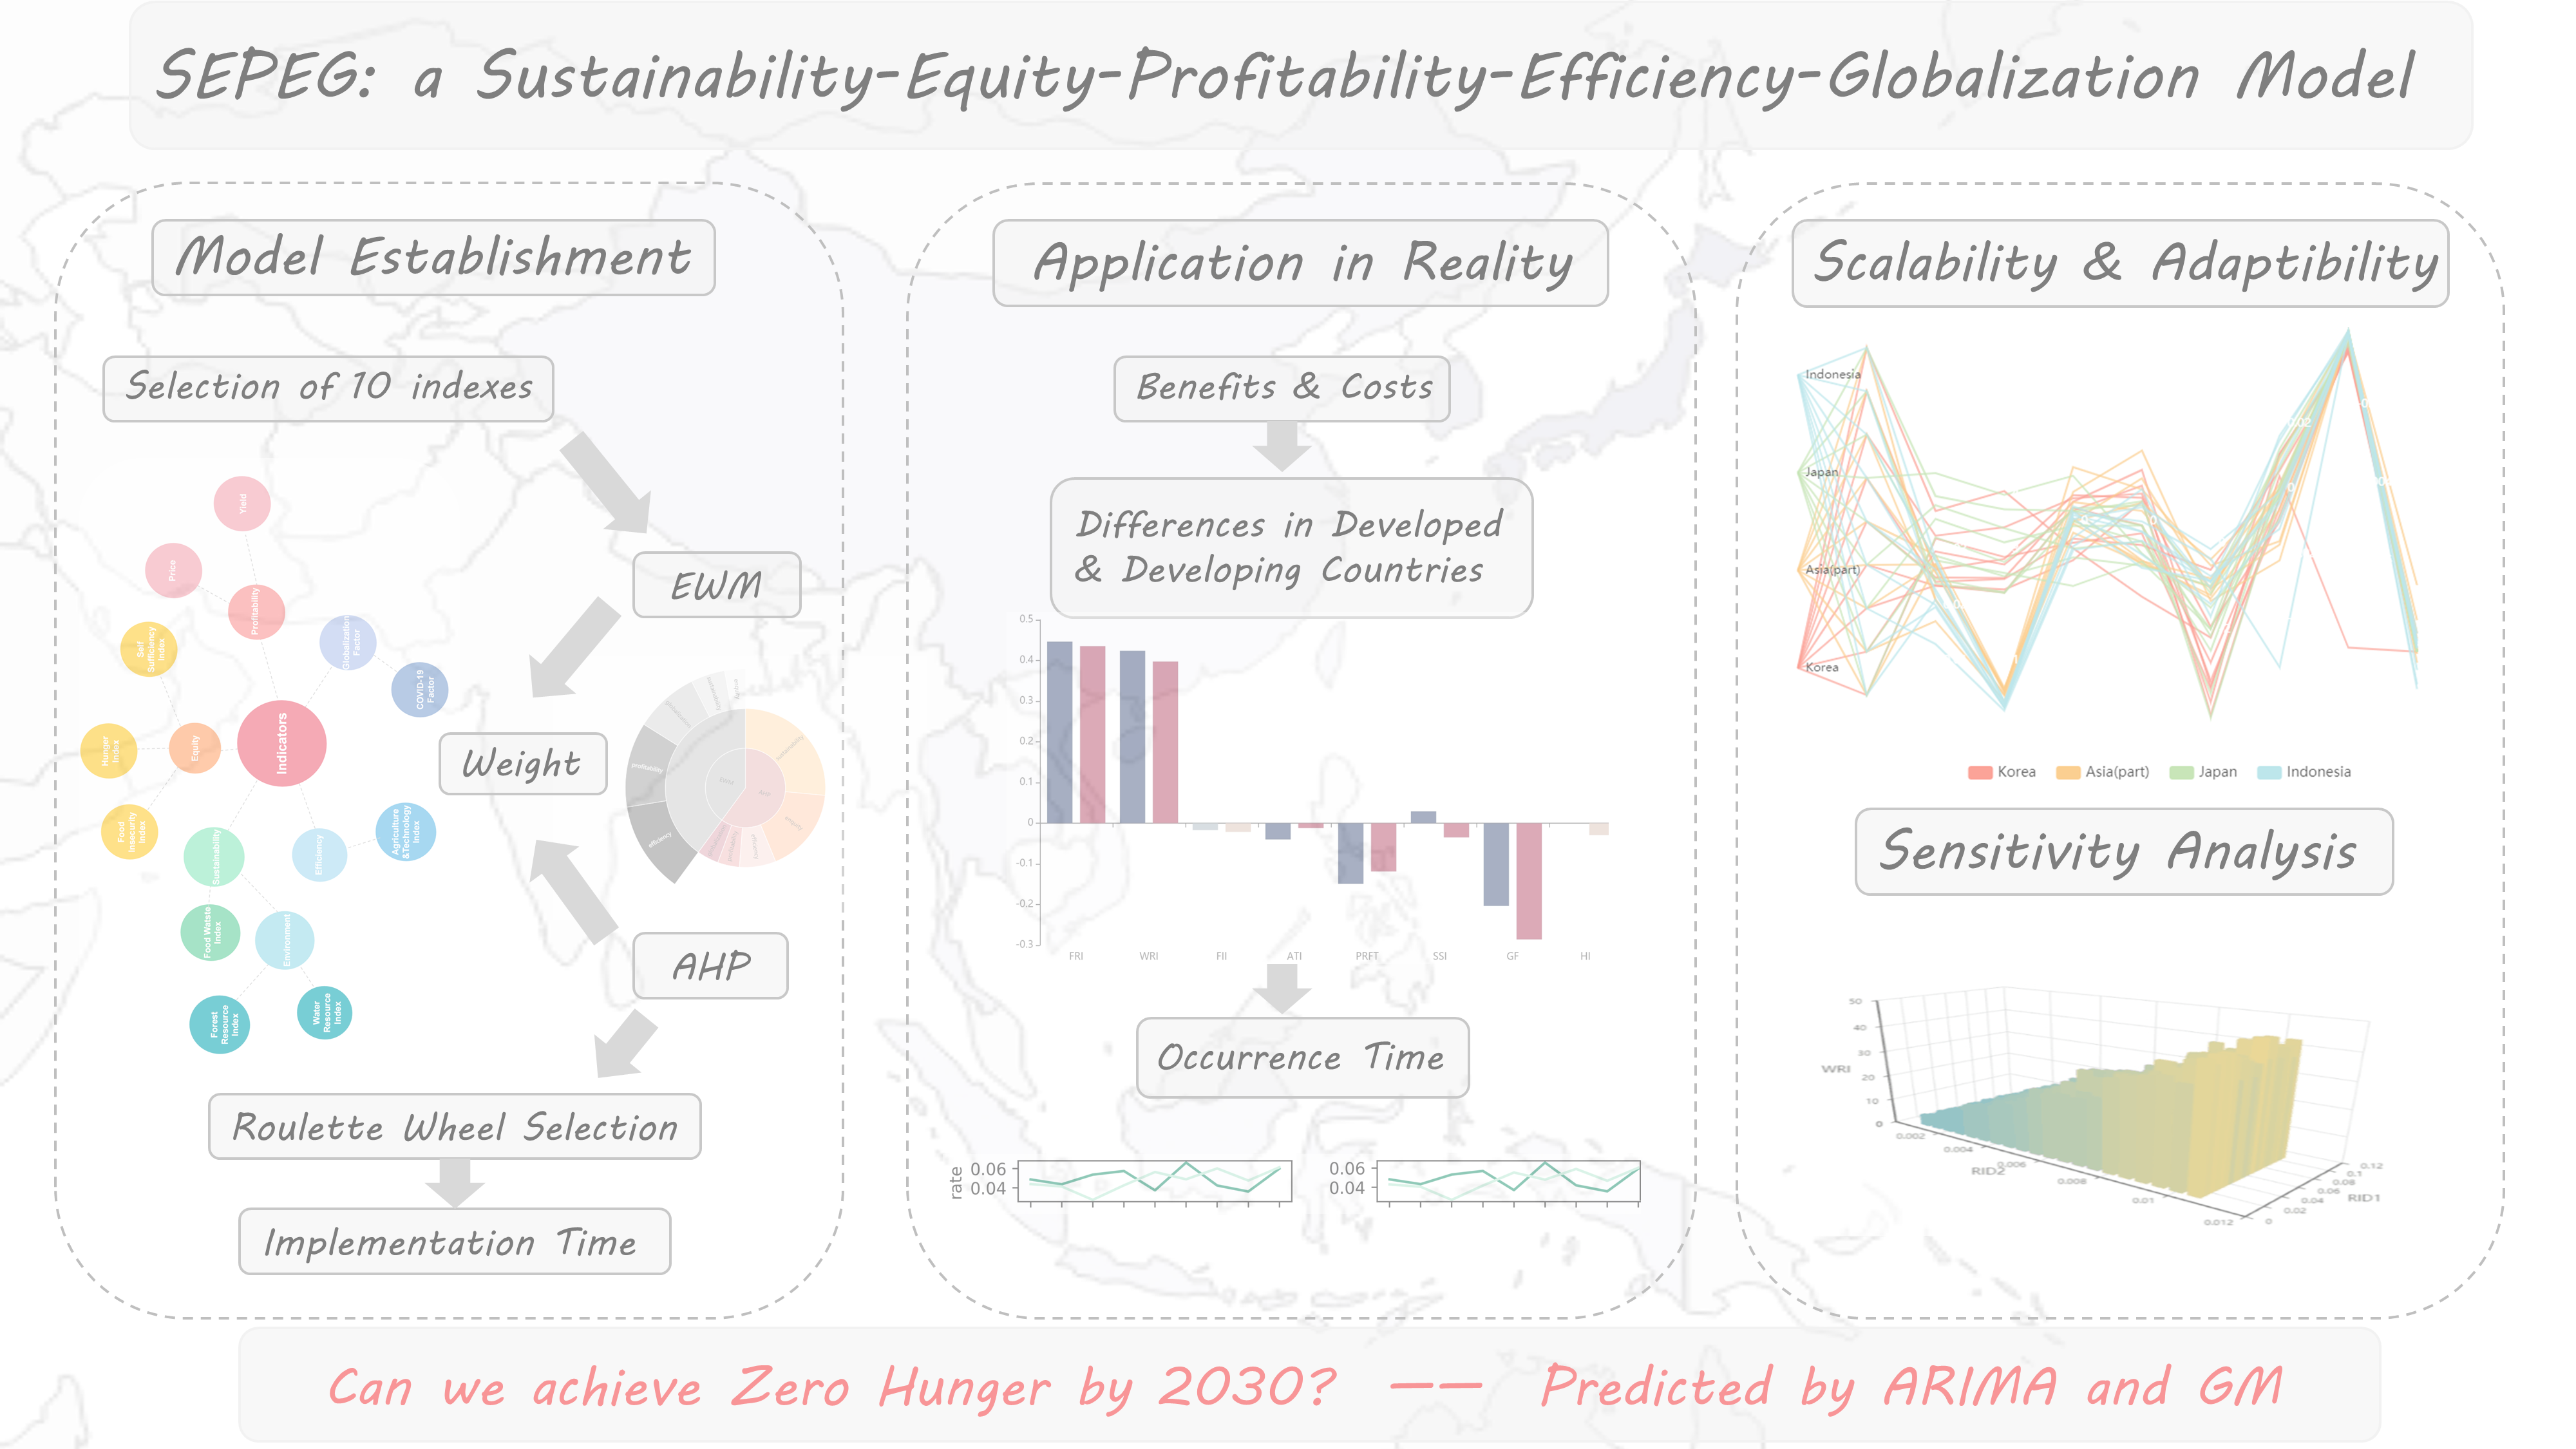 SEPEG: a Sustainability-Equity-Profitability-Efficiency-Globalization Model
Model Establishment
Selection of 10 indexes
Yield
Price
Profitability
Self
Sufficiency
Index
Globalization
Factor
COVID-19
Factor
Hunger
Index
Equity
Indicators
Food
Insecurity
Index
Sustainability
Efficiency
Agriculture
&Technology
Index
Food Watste
Index
Environment
Forest
Resource
Index
Water
Resource
Index
EWM
Weight
profitability
efficiency
sustainability
equity
AHP
Roulette Wheel Selection
Implementation Time
Application in Reality
Benefits & Costs
Differences in Developed
& Developing Countries
0.5
0.4
0.3
0.2
0.1
0
-0.1
-0.2
-0.3
FRI WRI FII ATI PRFT SSI GF HI
Occurrence Time
rate
0.06
0.04
0.06
0.04
Scalability & Adaptibility
Indonesia
Japan
Asia(part)
Korea
Korea Asia(part) Japan Indonesia
Sensitivity Analysis
50
40
30
20
10
0
WRI
0.002
0.004
0.006
0.008
0.01
0.012
RID2
0
0.02
0.04
0.06
0.08
0.1
0.12
RID1
Can we achieve Zero Hunger by 2030? —— Predicted by ARIMA and GM